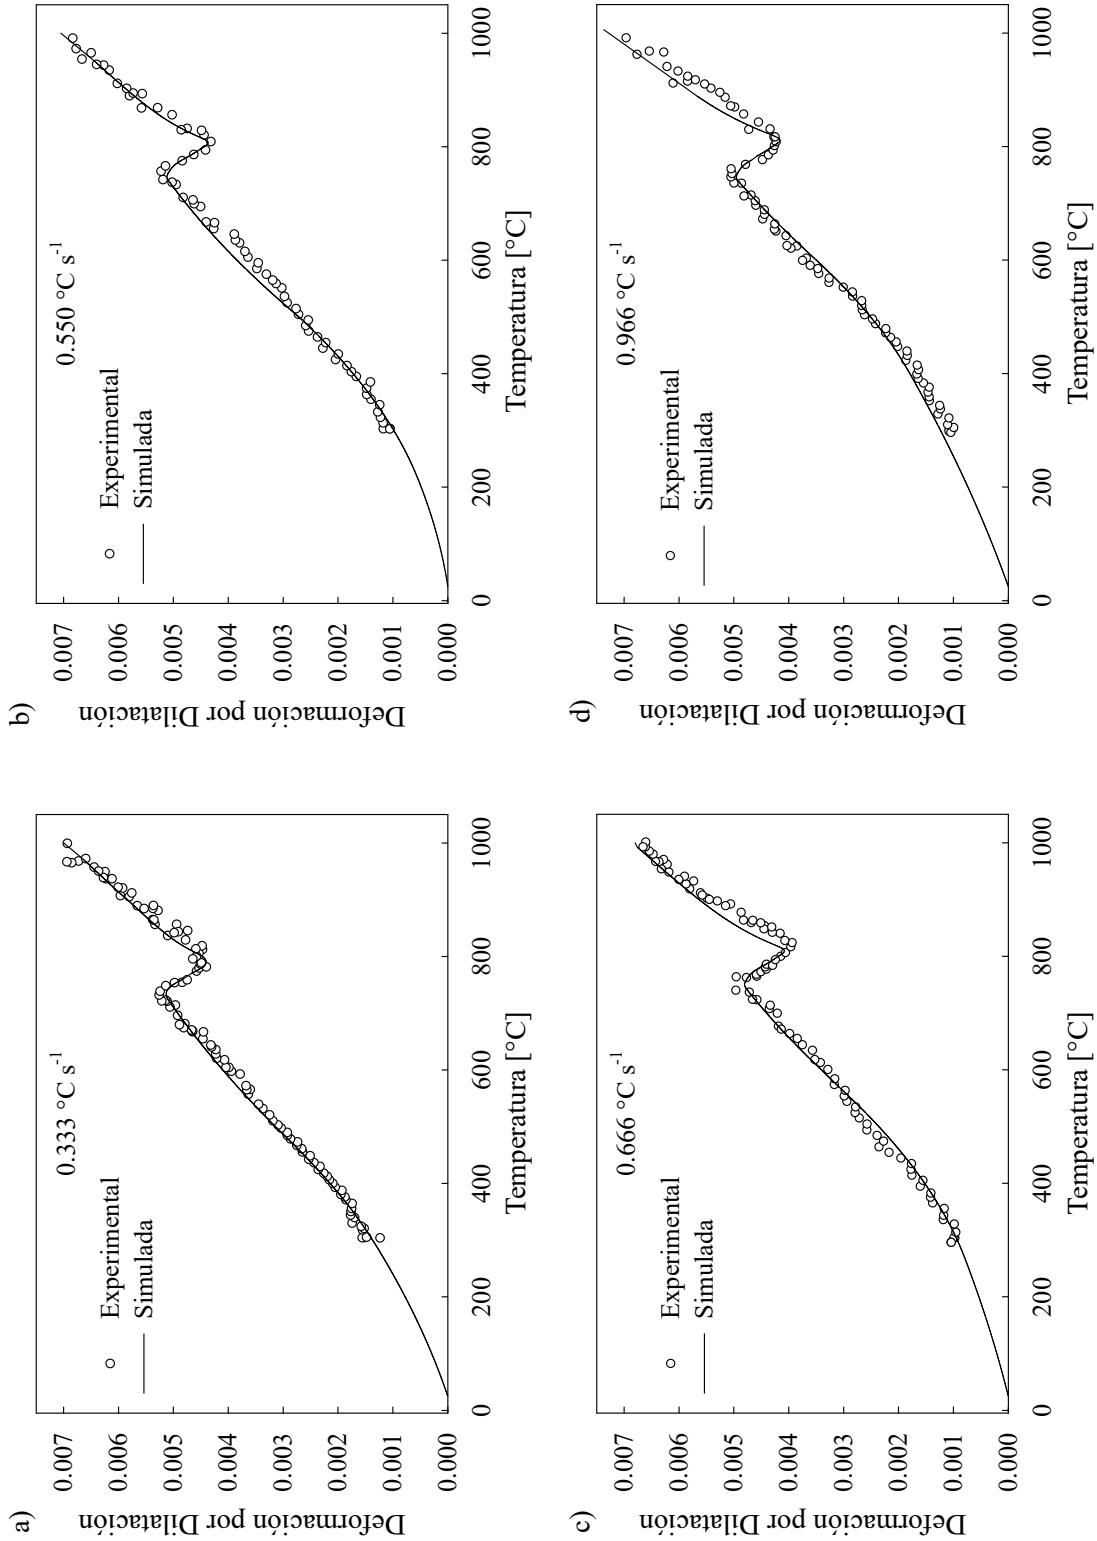 a)
0.333 °C s⁻¹
Experimental
Simulada
Deformación por Dilatación
0.007
0.006
0.005
0.004
0.003
0.002
0.001
0.000
0 200 400 600 800 1000
Temperatura [°C]
b)
0.550 °C s⁻¹
Experimental
Simulada
Deformación por Dilatación
0.007
0.006
0.005
0.004
0.003
0.002
0.001
0.000
0 200 400 600 800 1000
Temperatura [°C]
c)
0.666 °C s⁻¹
Experimental
Simulada
Deformación por Dilatación
0.007
0.006
0.005
0.004
0.003
0.002
0.001
0.000
0 200 400 600 800 1000
Temperatura [°C]
d)
0.966 °C s⁻¹
Experimental
Simulada
Deformación por Dilatación
0.007
0.006
0.005
0.004
0.003
0.002
0.001
0.000
0 200 400 600 800 1000
Temperatura [°C]